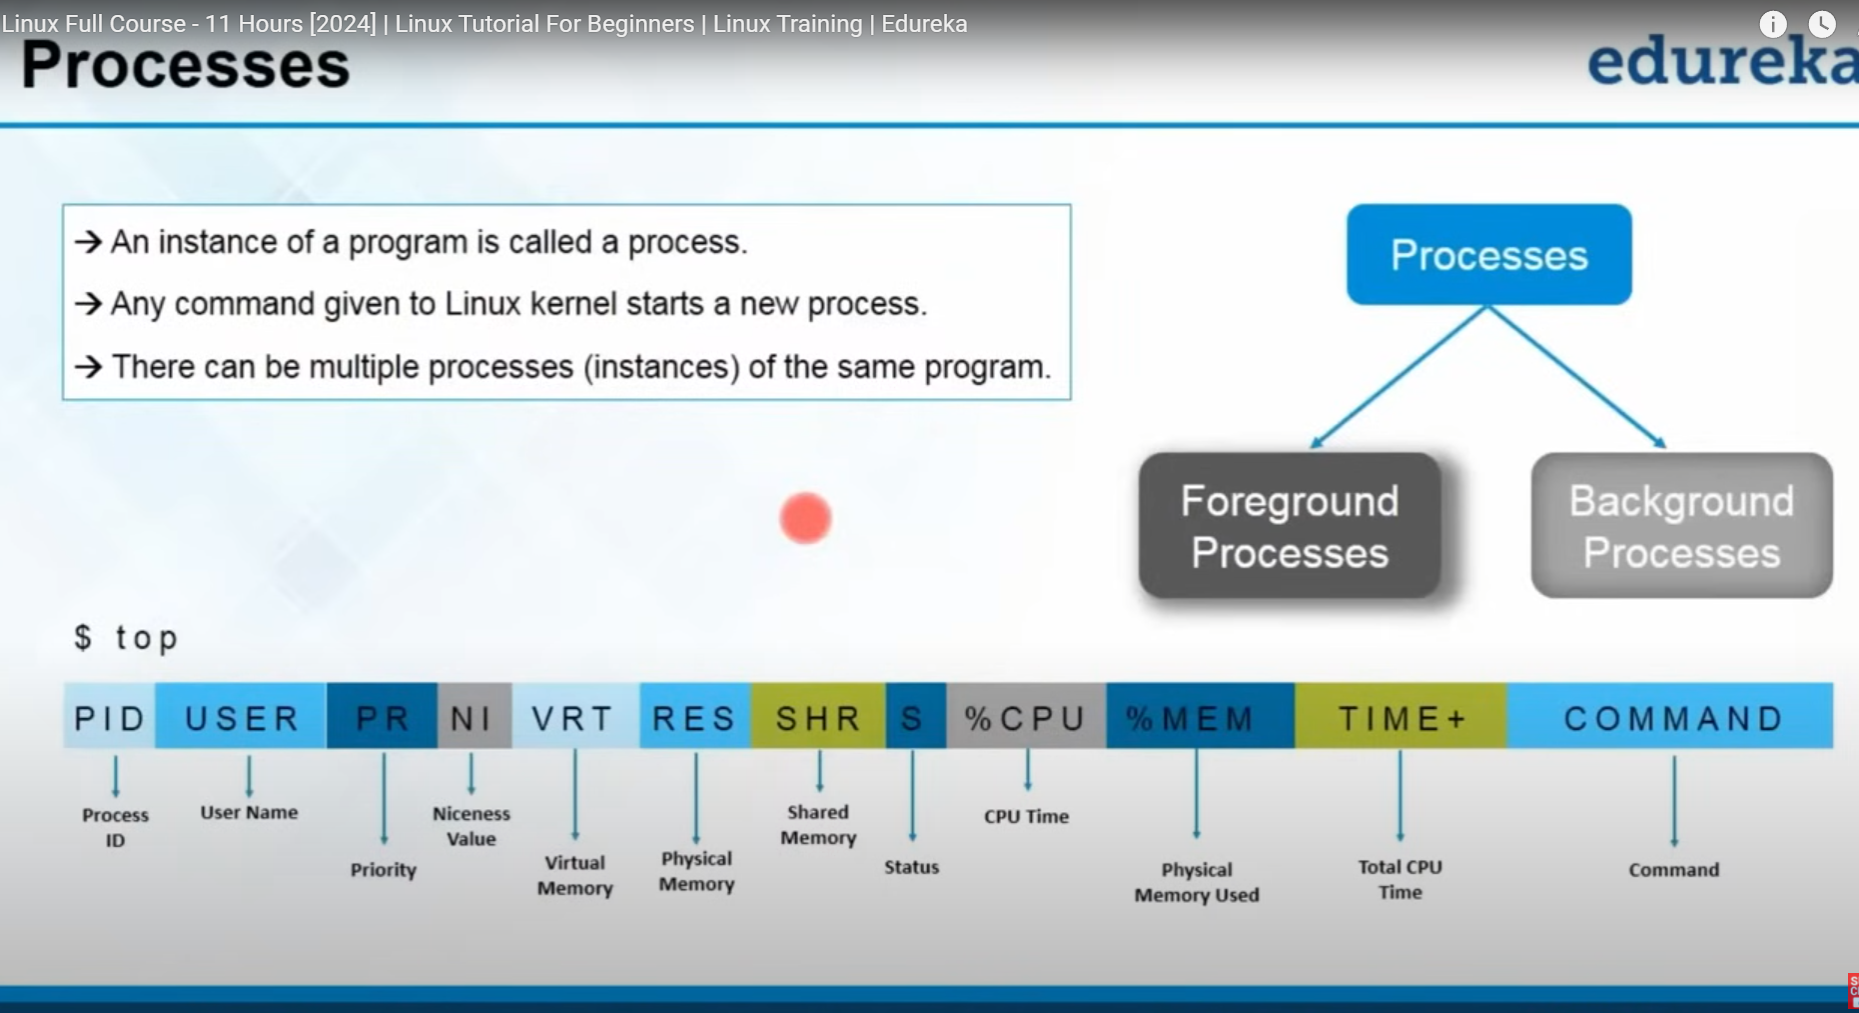 Linux Full Course - 11 Hours [2024] | Linux Tutorial For Beginners | Linux Training | Edureka
Processes
edureka
→ An instance of a program is called a process.
→ Any command given to Linux kernel starts a new process.
→ There can be multiple processes (instances) of the same program.
Processes
Foreground
Processes
Background
Processes
$ top
PID USER PR NI VRT RES SHR S %CPU %MEM TIME+ COMMAND
Process
ID
User Name
Priority
Niceness
Value
Virtual
Memory
Physical
Memory
Shared
Memory
Status
CPU Time
Physical
Memory Used
Total CPU
Time
Command